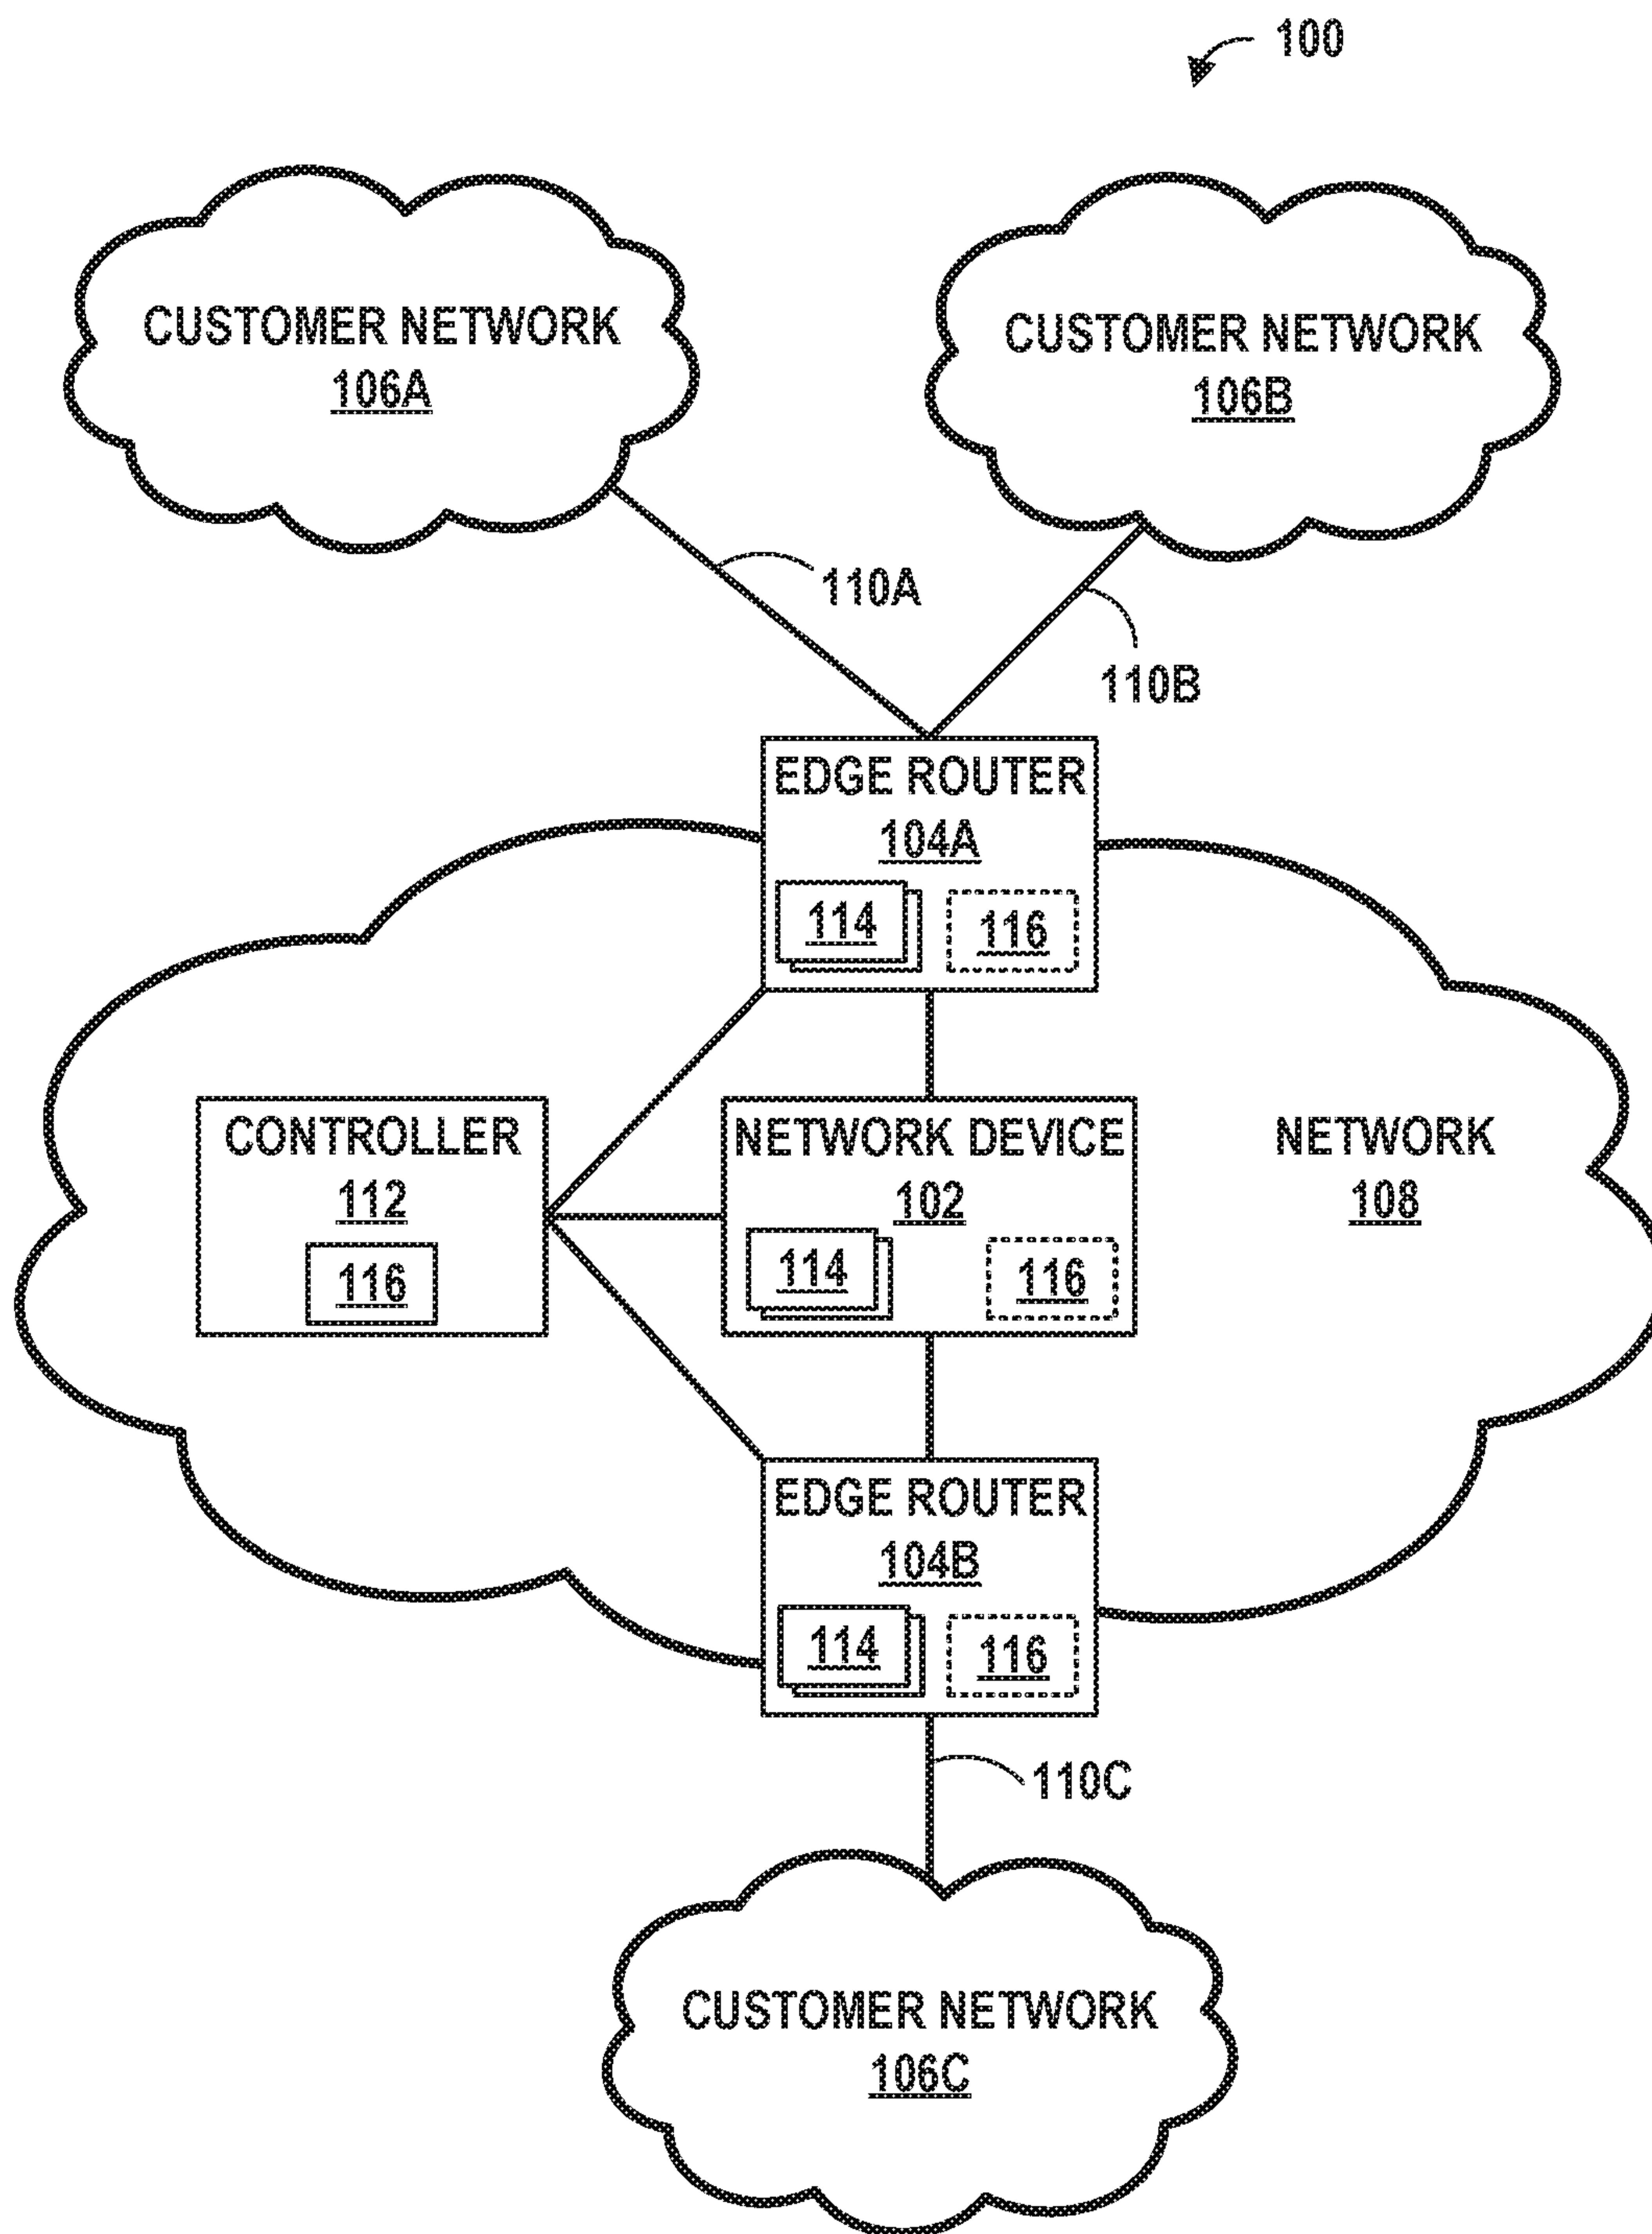 100
CUSTOMER NETWORK
106A
CUSTOMER NETWORK
106B
110A
110B
EDGE ROUTER
104A
114
116
CONTROLLER
112
116
NETWORK DEVICE
102
114
116
NETWORK
108
EDGE ROUTER
104B
114
116
110C
CUSTOMER NETWORK
106C